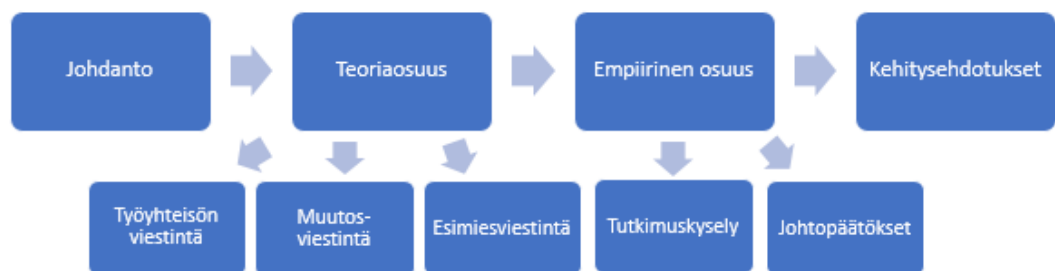 Johdanto
Teoriaosuus
Empiirinen osuus
Kehitysehdotukset
Työyhteisön
viestintä
Muutos-
viestintä
Esimiesviestintä
Tutkimuskysely
Johtopäätökset